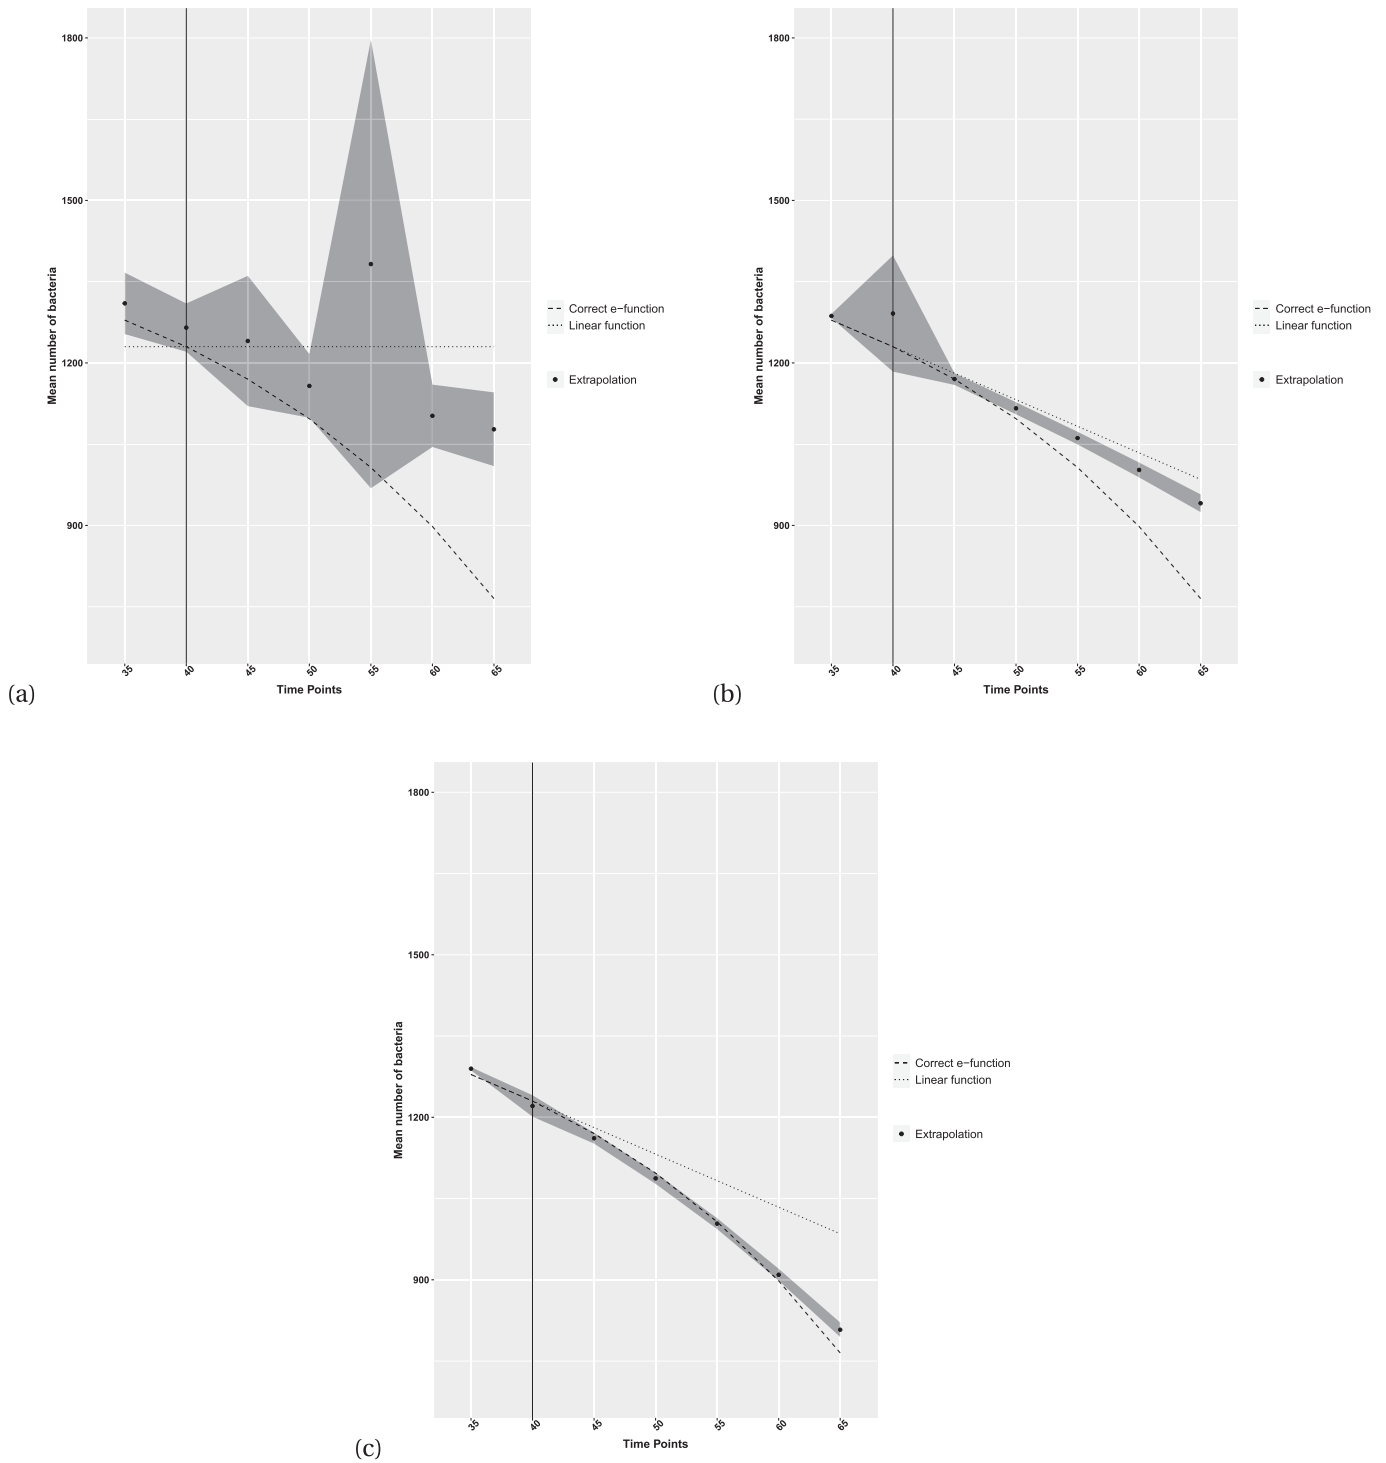 1800
1500
1200
900
Mean number of bacteria
35 40 45 50 55 60 65
Time Points
Correct e−function
Linear function
Extrapolation
(a)
1800
1500
1200
900
Mean number of bacteria
35 40 45 50 55 60 65
Time Points
Correct e−function
Linear function
Extrapolation
(b)
1800
1500
1200
900
Mean number of bacteria
35 40 45 50 55 60 65
Time Points
Correct e−function
Linear function
Extrapolation
(c)